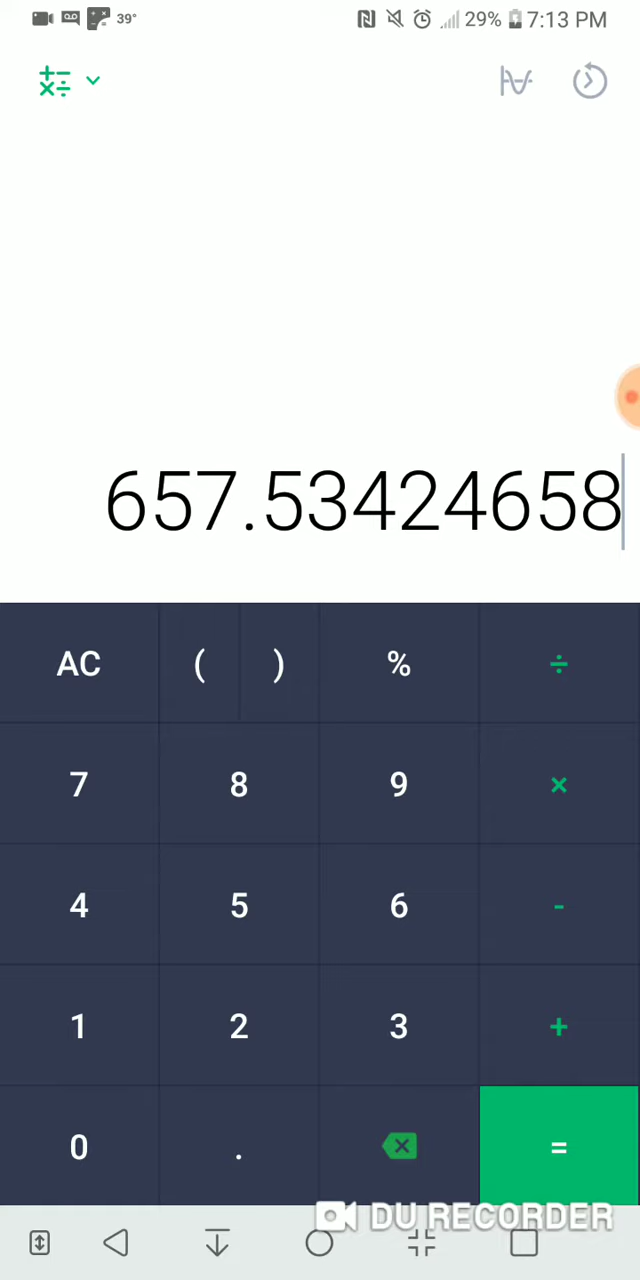 39° 29% 7:13 PM
657.53424658
AC ( ) % ÷
7 8 9 ×
4 5 6 -
1 2 3 +
0 . =
DU RECORDER